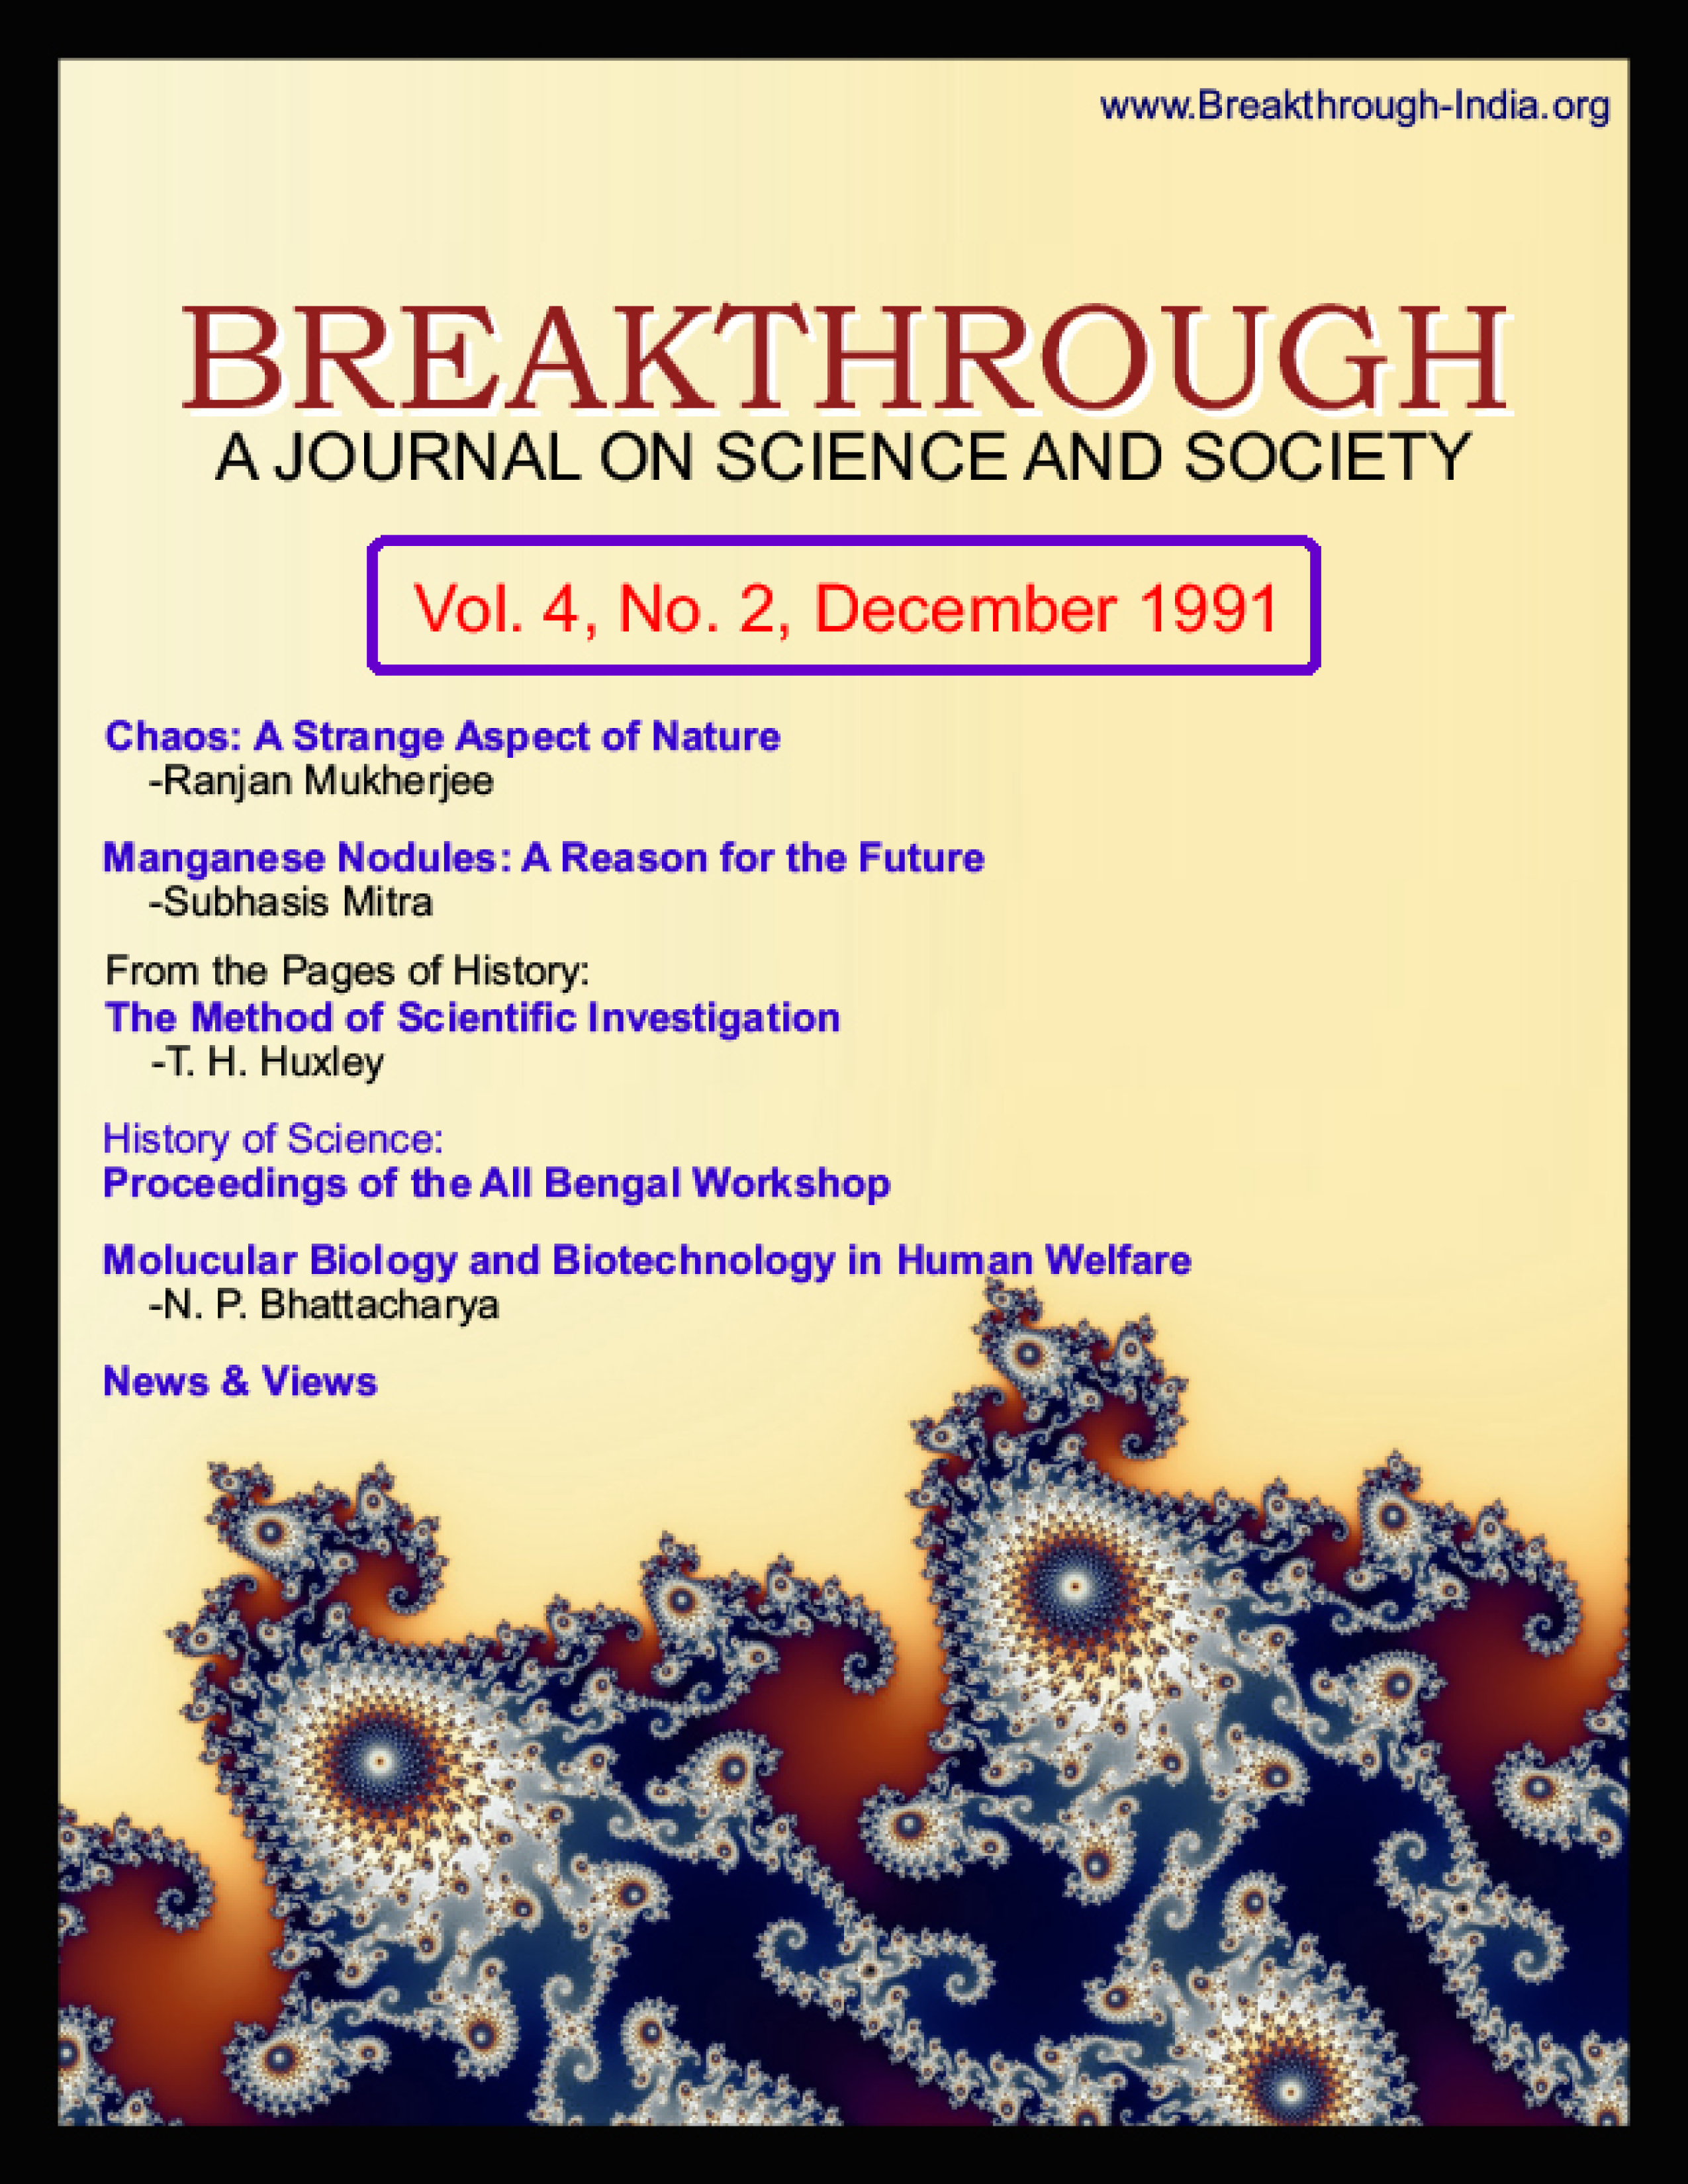 www.Breakthrough-India.org
BREAKTHROUGH
A JOURNAL ON SCIENCE AND SOCIETY
Vol. 4, No. 2, December 1991
Chaos: A Strange Aspect of Nature
-Ranjan Mukherjee
Manganese Nodules: A Reason for the Future
-Subhasis Mitra
From the Pages of History:
The Method of Scientific Investigation
-T. H. Huxley
History of Science:
Proceedings of the All Bengal Workshop
Molucular Biology and Biotechnology in Human Welfare
-N. P. Bhattacharya
News & Views